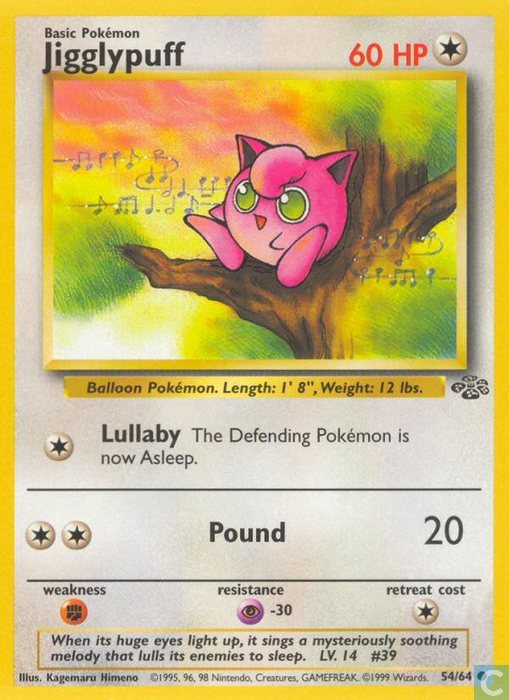 Basic Pokémon
Jigglypuff 60 HP
Balloon Pokémon. Length: 1' 8", Weight: 12 lbs.
Lullaby The Defending Pokémon is
now Asleep.
Pound 20
weakness resistance retreat cost
-30
When its huge eyes light up, it sings a mysteriously soothing
melody that lulls its enemies to sleep. LV. 14 #39
Illus. Kagemaru Himeno ©1995, 96, 98 Nintendo, Creatures, GAMEFREAK. ©1999 Wizards. 54/64 ●
C